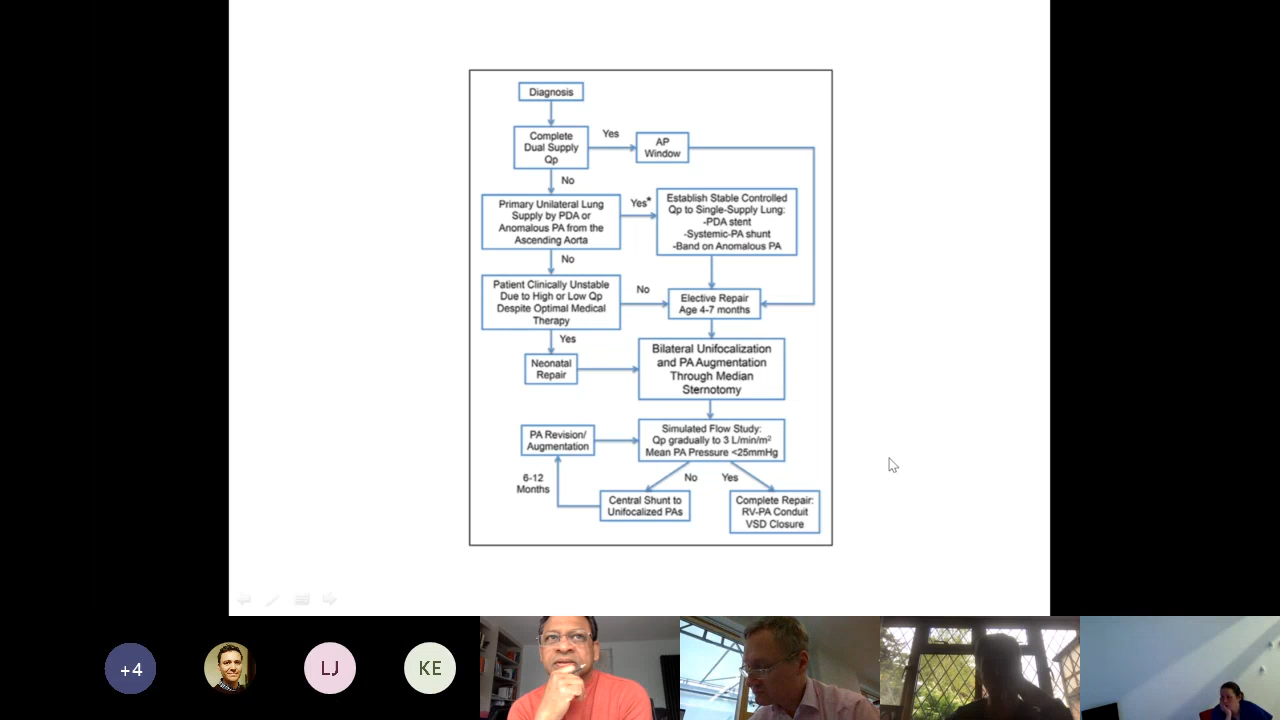 Diagnosis
Complete
Dual Supply
Qp
Yes
AP
Window
No
Primary Unilateral Lung
Supply by PDA or
Anomalous PA from the
Ascending Aorta
Yes*
Establish Stable Controlled
Qp to Single-Supply Lung:
-PDA stent
-Systemic-PA shunt
-Band on Anomalous PA
No
Patient Clinically Unstable
Due to High or Low Qp
Despite Optimal Medical
Therapy
No
Elective Repair
Age 4-7 months
Yes
Neonatal
Repair
Bilateral Unifocalization
and PA Augmentation
Through Median
Sternotomy
PA Revision/
Augmentation
Simulated Flow Study:
Qp gradually to 3 L/min/m²
Mean PA Pressure <25mmHg
6-12
Months
No
Yes
Central Shunt to
Unifocalized PAs
Complete Repair:
RV-PA Conduit
VSD Closure
+4
LJ
KE